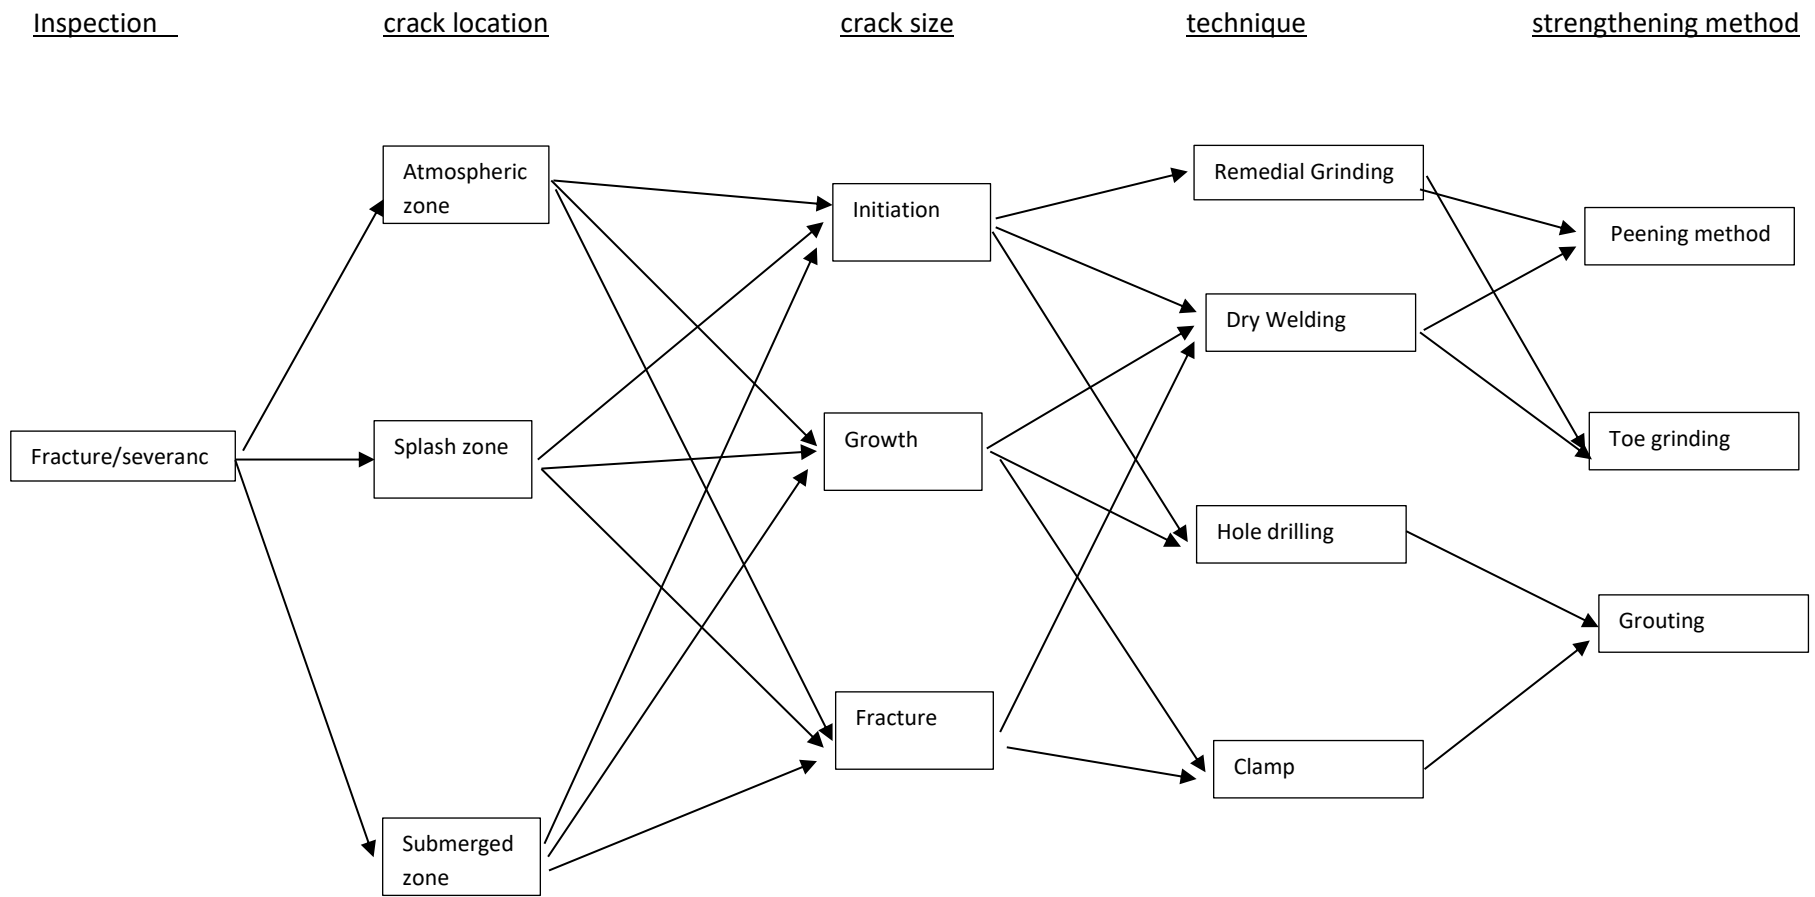 Inspection
crack location
crack size
technique
strengthening method
Atmospheric
zone
Initiation
Remedial Grinding
Peening method
Dry Welding
Fracture/severanc
Splash zone
Growth
Toe grinding
Hole drilling
Grouting
Fracture
Clamp
Submerged
zone